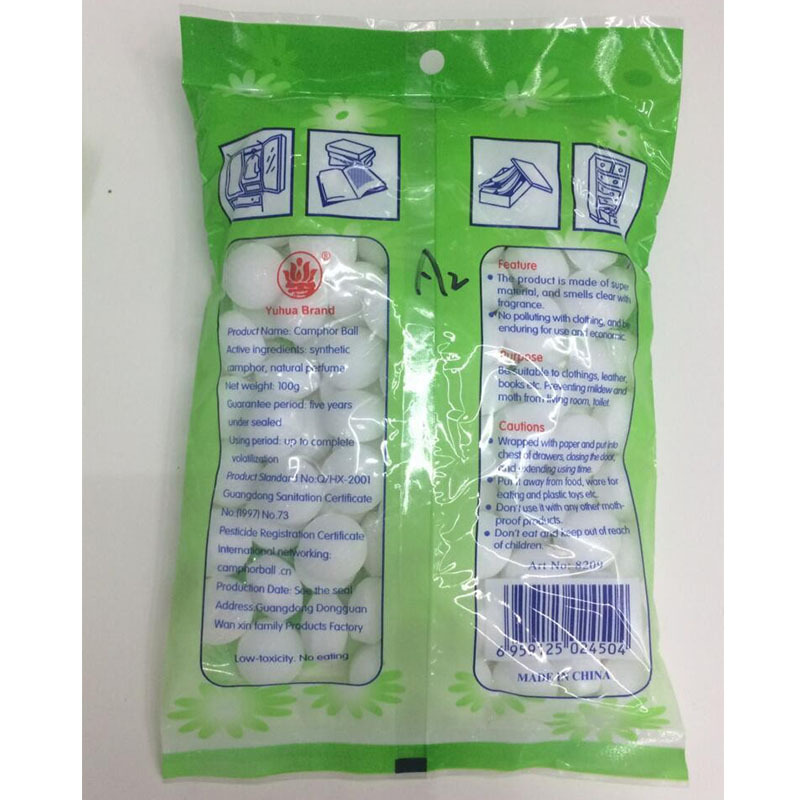 Yuhua Brand
®
Product Name: Camphor Ball
Active ingredients: synthetic
camphor, natural perfume
Net weight: 100g
Guarantee period: five years
under sealed
Using period: up to complete
volatilization
Product Standard No:Q/HX-2001
Guangdong Sanitation Certificate
No:(1997) No.73
Pesticide Registration Certificate
International networking:
camphorball .cn
Production Date: See the seal
Address:Guangdong Dongguan
Wan xin family Products Factory
Low-toxicity. No eating
A2
Feature
• The product is made of super
material, and smells clear with
fragrance.
• No polluting with clothing, and be
enduring for use and economic.
Purpose
Be suitable to clothings, leather,
books etc. Preventing mildew and
moth from living room, toilet.
Cautions
• Wrapped with paper and put into
chest of drawers, closing the door,
and extending using time.
• Put it away from food, ware for
eating and plastic toys etc.
• Don't use it with any other moth-
proof products.
• Don't eat and keep out of reach
of children.
Art No: 8209
6 959125 024504
MADE IN CHINA